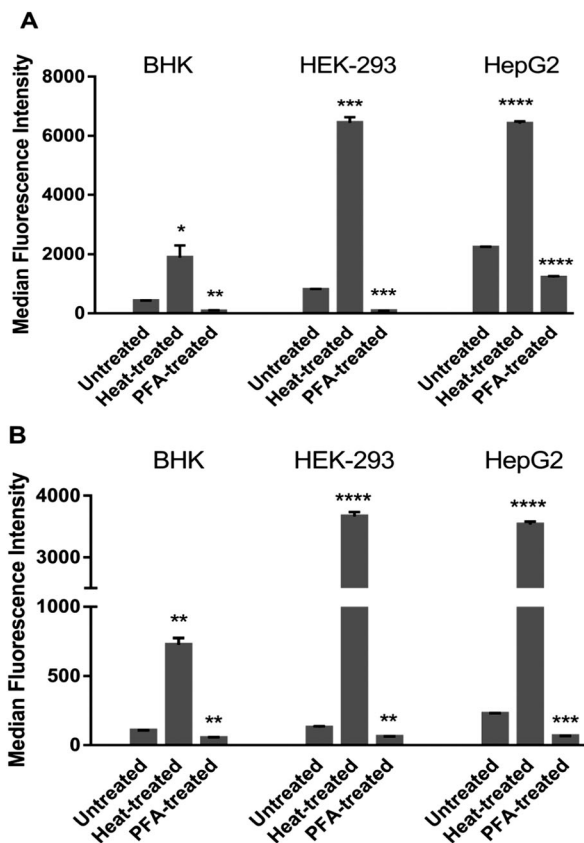 A
BHK HEK-293 HepG2
Median Fluorescence Intensity
8000
6000
4000
2000
0
* ** *** *** **** ****
Untreated Heat-treated PFA-treated Untreated Heat-treated PFA-treated Untreated Heat-treated PFA-treated
B
BHK HEK-293 HepG2
Median Fluorescence Intensity
4000
3000
1000
500
0
** ** **** ** **** ***
Untreated Heat-treated PFA-treated Untreated Heat-treated PFA-treated Untreated Heat-treated PFA-treated